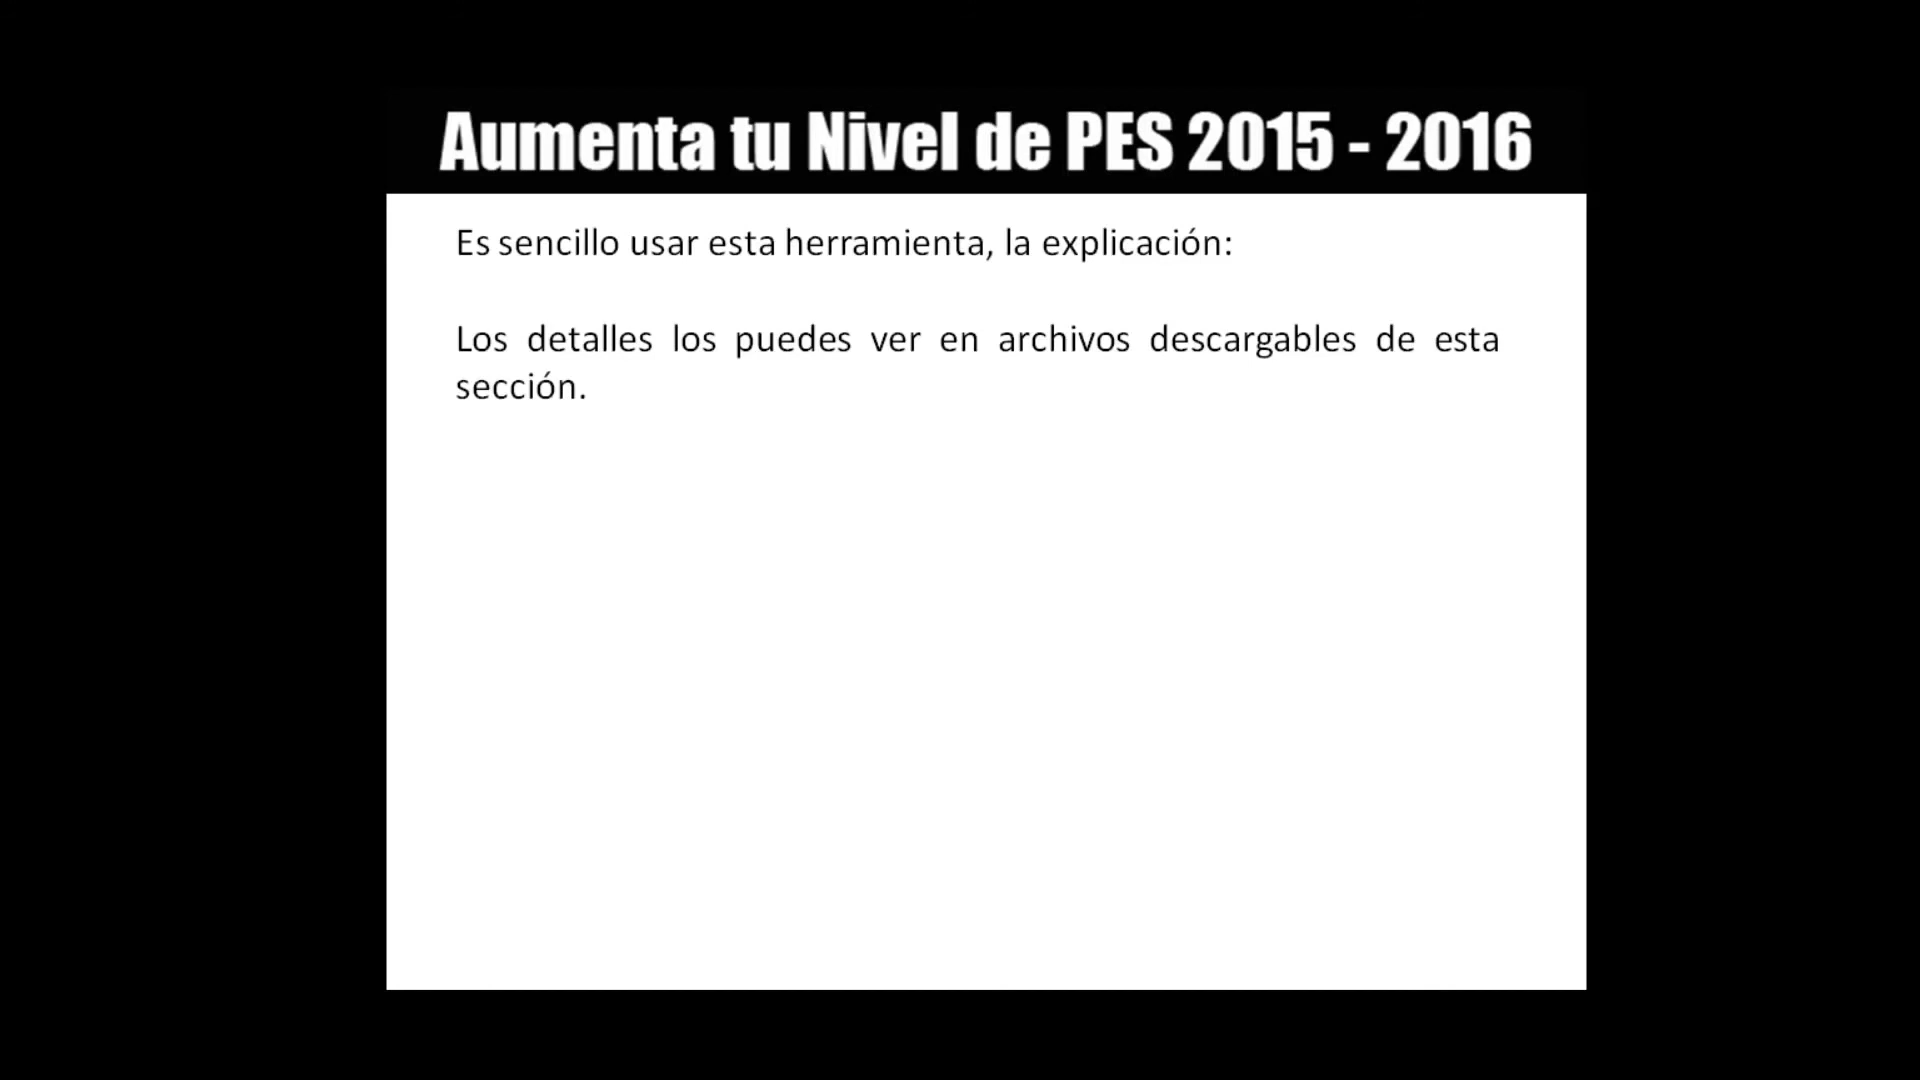 Aumenta tu Nivel de PES 2015 - 2016
Es sencillo usar esta herramienta, la explicación:
Los detalles los puedes ver en archivos descargables de esta
sección.